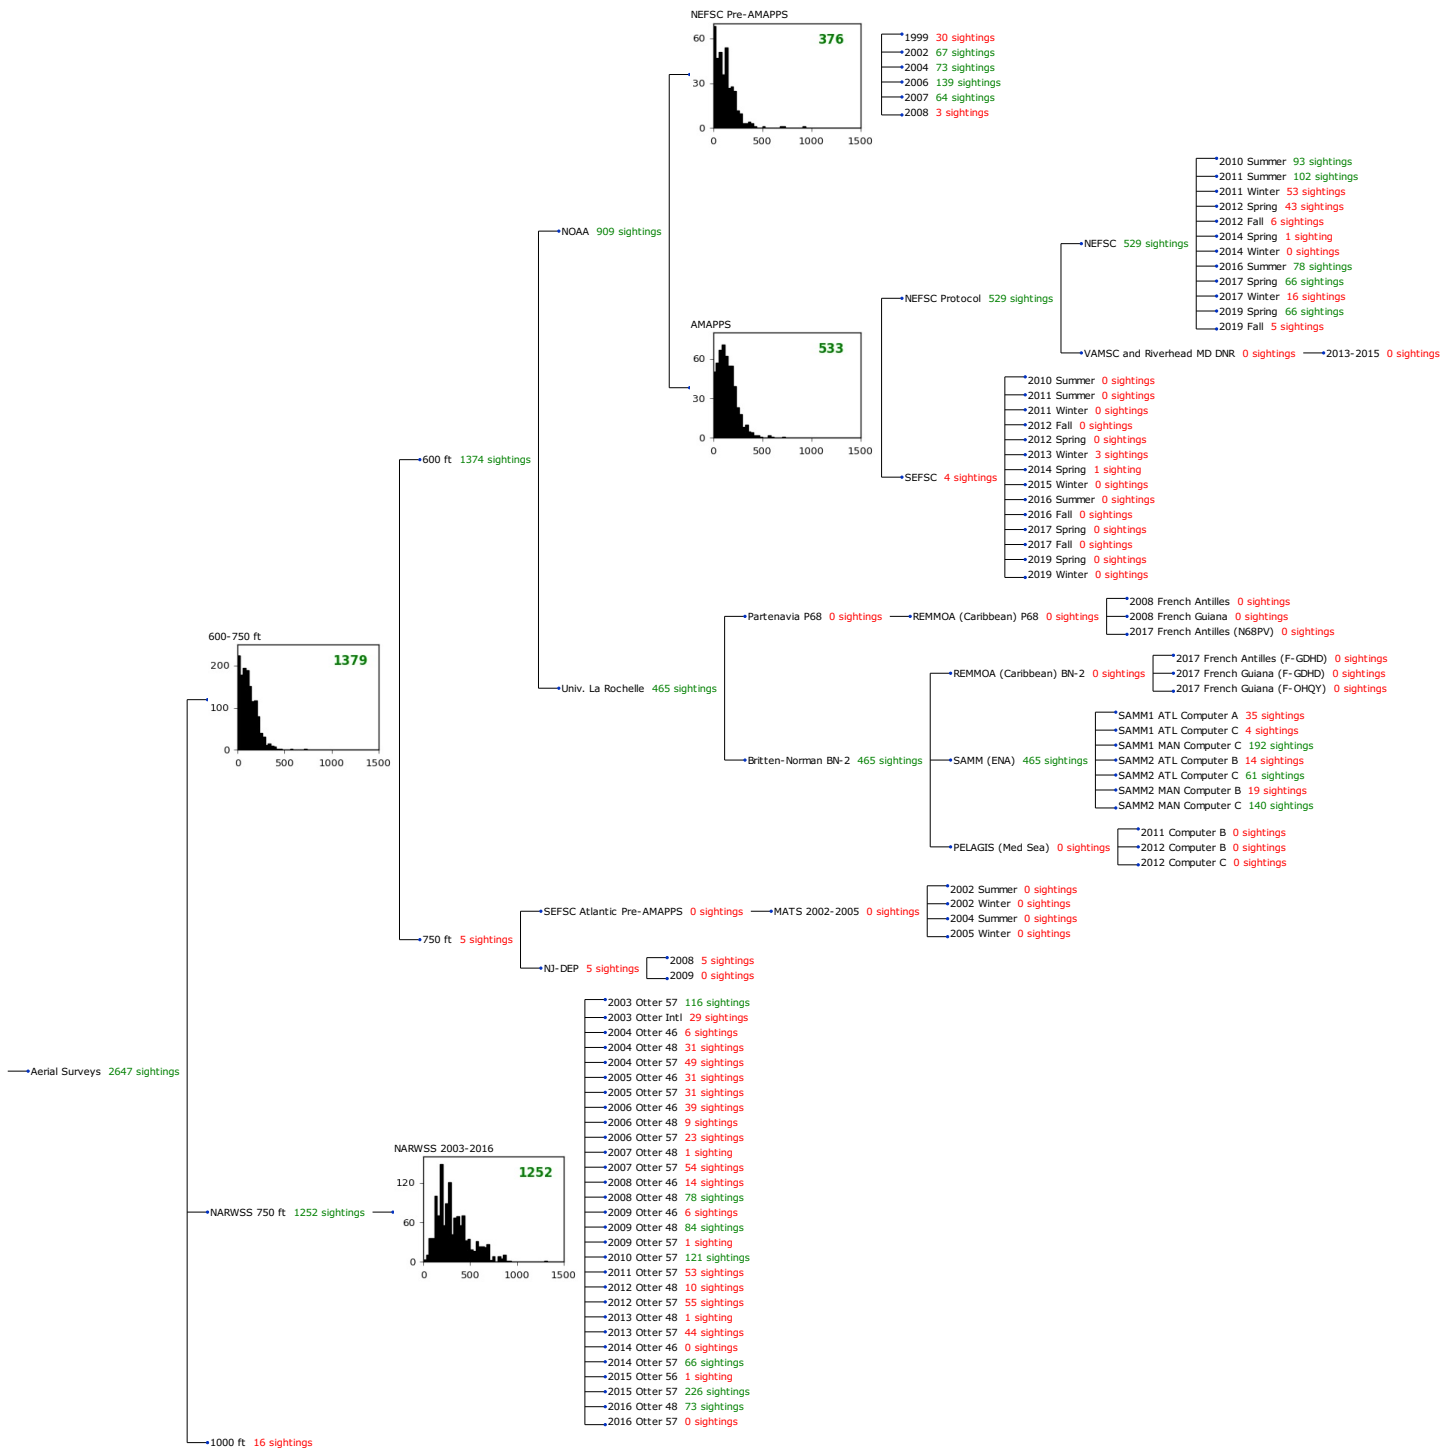 NEFSC Pre-AMAPPS
376
60
30
0
0 500 1000 1500
1999 30 sightings
2002 67 sightings
2004 73 sightings
2006 139 sightings
2007 64 sightings
2008 3 sightings
2010 Summer 93 sightings
2011 Summer 102 sightings
2011 Winter 53 sightings
2012 Spring 43 sightings
2012 Fall 6 sightings
2014 Spring 1 sighting
2014 Winter 0 sightings
2016 Summer 78 sightings
2017 Spring 66 sightings
2017 Winter 16 sightings
2019 Spring 66 sightings
2019 Fall 5 sightings
NOAA 909 sightings
NEFSC 529 sightings
NEFSC Protocol 529 sightings
VAMSC and Riverhead MD DNR 0 sightings
2013-2015 0 sightings
AMAPPS
533
60
30
0
0 500 1000 1500
2010 Summer 0 sightings
2011 Summer 0 sightings
2011 Winter 0 sightings
2012 Fall 0 sightings
2012 Spring 0 sightings
2013 Winter 3 sightings
2014 Spring 1 sighting
2015 Winter 0 sightings
2016 Summer 0 sightings
2016 Fall 0 sightings
2017 Spring 0 sightings
2017 Fall 0 sightings
2019 Spring 0 sightings
2019 Winter 0 sightings
600 ft 1374 sightings
SEFSC 4 sightings
Partenavia P68 0 sightings
REMMOA (Caribbean) P68 0 sightings
2008 French Antilles 0 sightings
2008 French Guiana 0 sightings
2017 French Antilles (N68PV) 0 sightings
600-750 ft
1379
200
100
0
0 500 1000 1500
Univ. La Rochelle 465 sightings
REMMOA (Caribbean) BN-2 0 sightings
2017 French Antilles (F-GDHD) 0 sightings
2017 French Guiana (F-GDHD) 0 sightings
2017 French Guiana (F-OHQY) 0 sightings
Britten-Norman BN-2 465 sightings
SAMM (ENA) 465 sightings
SAMM1 ATL Computer A 35 sightings
SAMM1 ATL Computer C 4 sightings
SAMM1 MAN Computer C 192 sightings
SAMM2 ATL Computer B 14 sightings
SAMM2 ATL Computer C 61 sightings
SAMM2 MAN Computer B 19 sightings
SAMM2 MAN Computer C 140 sightings
PELAGIS (Med Sea) 0 sightings
2011 Computer B 0 sightings
2012 Computer B 0 sightings
2012 Computer C 0 sightings
750 ft 5 sightings
SEFSC Atlantic Pre-AMAPPS 0 sightings
MATS 2002-2005 0 sightings
2002 Summer 0 sightings
2002 Winter 0 sightings
2004 Summer 0 sightings
2005 Winter 0 sightings
NJ-DEP 5 sightings
2008 5 sightings
2009 0 sightings
Aerial Surveys 2647 sightings
2003 Otter 57 116 sightings
2003 Otter Intl 29 sightings
2004 Otter 46 6 sightings
2004 Otter 48 31 sightings
2004 Otter 57 49 sightings
2005 Otter 46 31 sightings
2005 Otter 57 31 sightings
2006 Otter 46 39 sightings
2006 Otter 48 9 sightings
2006 Otter 57 23 sightings
2007 Otter 48 1 sighting
2007 Otter 57 54 sightings
2008 Otter 46 14 sightings
2008 Otter 48 78 sightings
2009 Otter 46 6 sightings
2009 Otter 48 84 sightings
2009 Otter 57 1 sighting
2010 Otter 57 121 sightings
2011 Otter 57 53 sightings
2012 Otter 48 10 sightings
2012 Otter 57 55 sightings
2013 Otter 48 1 sighting
2013 Otter 57 44 sightings
2014 Otter 46 0 sightings
2014 Otter 57 66 sightings
2015 Otter 56 1 sighting
2015 Otter 57 226 sightings
2016 Otter 48 73 sightings
2016 Otter 57 0 sightings
NARWSS 2003-2016
1252
120
60
0
0 500 1000 1500
NARWSS 750 ft 1252 sightings
1000 ft 16 sightings